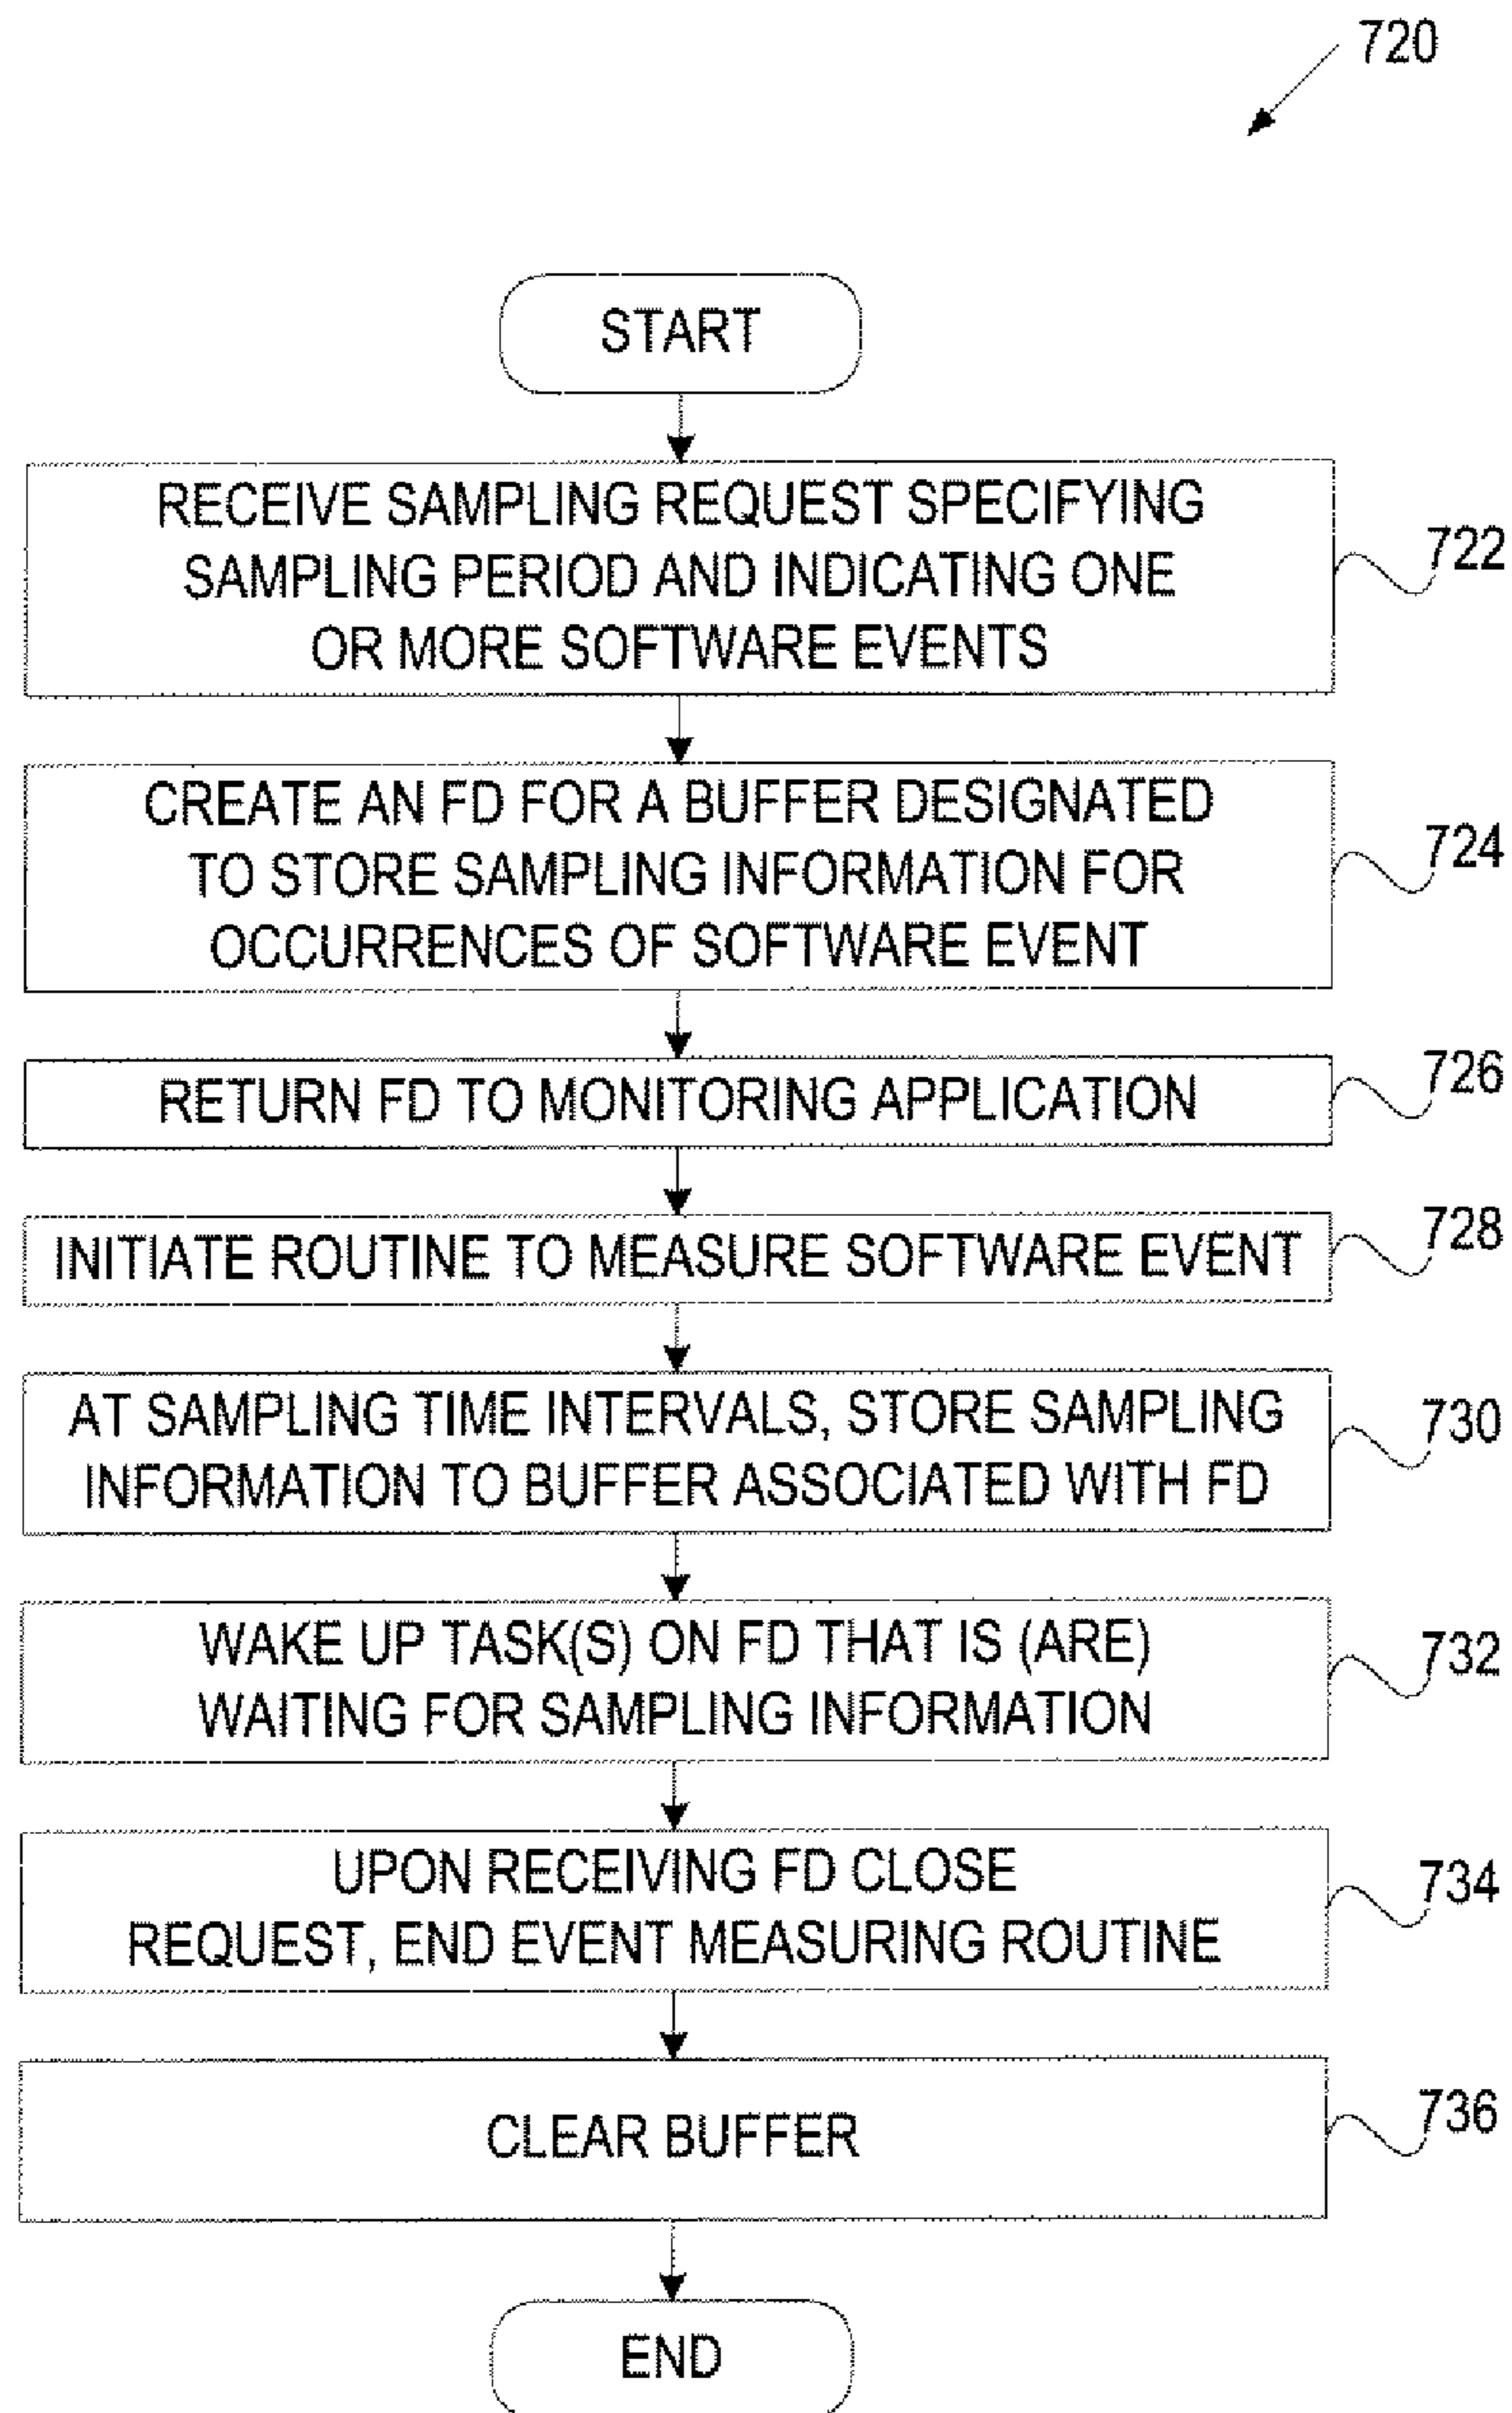 720
START
RECEIVE SAMPLING REQUEST SPECIFYING
SAMPLING PERIOD AND INDICATING ONE
OR MORE SOFTWARE EVENTS
722
CREATE AN FD FOR A BUFFER DESIGNATED
TO STORE SAMPLING INFORMATION FOR
OCCURRENCES OF SOFTWARE EVENT
724
RETURN FD TO MONITORING APPLICATION
726
INITIATE ROUTINE TO MEASURE SOFTWARE EVENT
728
AT SAMPLING TIME INTERVALS, STORE SAMPLING
INFORMATION TO BUFFER ASSOCIATED WITH FD
730
WAKE UP TASK(S) ON FD THAT IS (ARE)
WAITING FOR SAMPLING INFORMATION
732
UPON RECEIVING FD CLOSE
REQUEST, END EVENT MEASURING ROUTINE
734
CLEAR BUFFER
736
END